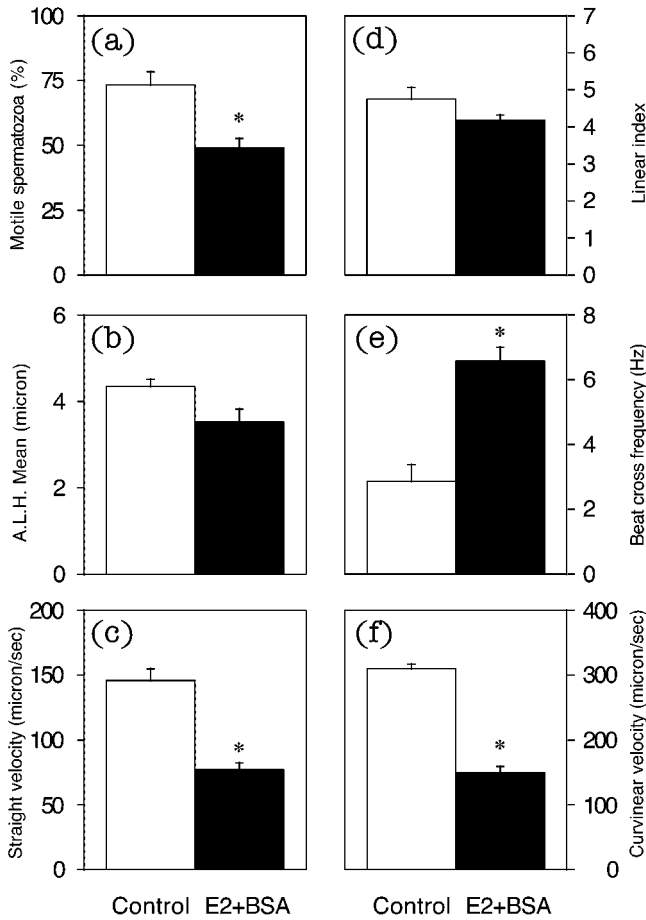 100
75
50
25
0
Motile spermatozoa (%)
(a)
*
(d)
7
6
5
4
3
2
1
0
Linear index
6
4
2
0
A.L.H. Mean (micron)
(b)
(e)
*
8
6
4
2
0
Beat cross frequency (Hz)
200
150
100
50
0
Straight velocity (micron/sec)
(c)
*
(f)
*
400
300
200
100
0
Curvinear velocity (micron/sec)
Control E2+BSA
Control E2+BSA